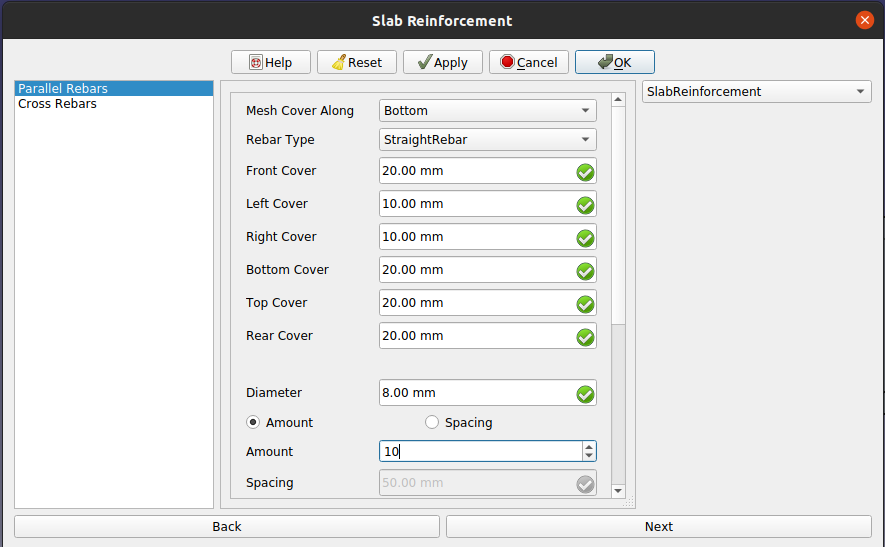 Slab Reinforcement
Help Reset Apply Cancel OK
Parallel Rebars
Cross Rebars
Mesh Cover Along Bottom
Rebar Type StraightRebar
Front Cover 20.00 mm
Left Cover 10.00 mm
Right Cover 10.00 mm
Bottom Cover 20.00 mm
Top Cover 20.00 mm
Rear Cover 20.00 mm
Diameter 8.00 mm
Amount Spacing
Amount 10
Spacing 50.00 mm
SlabReinforcement
Back Next